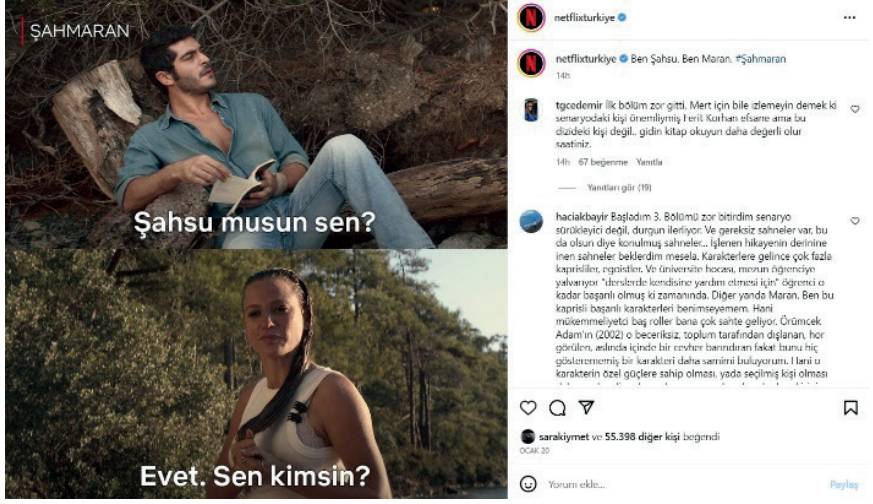 ŞAHMARAN
Şahsu musun sen?
Evet. Sen kimsin?
netflixturkiye
netflixturkiye Ben Şahsu. Ben Maran. #Şahmaran
14h
tgcedemir İlk bölüm zor gitti. Mert için bile izlemeyin demek ki
senaryodaki kişi önemliymiş Ferit Korhan efsane ama bu
dizideki kişi değil.. gidin kitap okuyun daha değerli olur
saatiniz.
14h 67 beğenme Yanıtla
Yanıtları gör (19)
haciakbayir Başladım 3. Bölümü zor bitirdim senaryo
sürükleyici değil, durgun ilerliyor. Ve gereksiz sahneler var, bu
da olsun diye konulmuş sahneler... İşlenen hikayenin derinine
inen sahneler beklerdim mesela. Karakterlere gelince çok fazla
kaprisliler, egoistler. Ve üniversite hocası, mezun öğrenciye
yalvarıyor "derslerde kendisine yardım etmesi için" öğrenci o
kadar başarılı olmuş ki zamanında. Diğer yanda Maran. Ben bu
kaprisli başarılı karakterleri benimseyemem. Hani
mükemmeliyetci baş roller bana çok sahte geliyor. Örümcek
Adam'ın (2002) o beceriksiz, toplum tarafından dışlanan, hor
görülen, aslında içinde bir cevher barındıran fakat bunu hiç
gösterememiş bir karakteri daha samimi buluyorum. Hani o
karakterin özel güçlere sahip olması, yada seçilmiş kişi olması
sarakiymet ve 55.398 diğer kişi beğendi
OCAK 20
Yorum ekle...
Paylaş